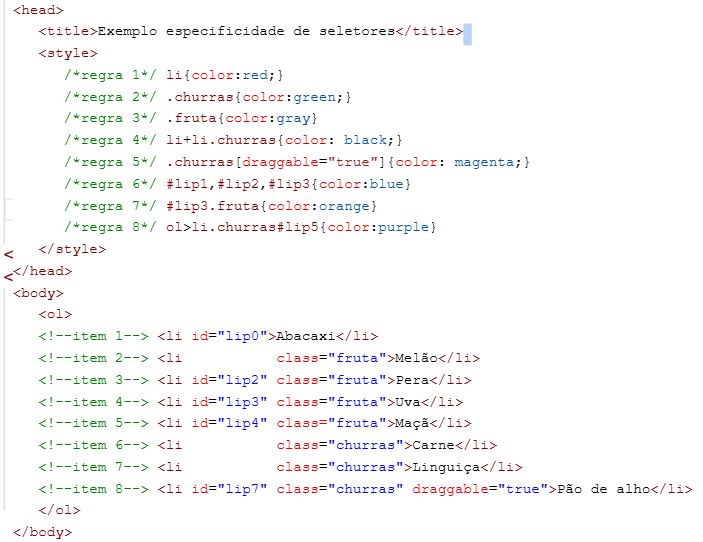 <head>
<title>Exemplo especificidade de seletores</title>
<style>
/*regra 1*/ li{color:red;}
/*regra 2*/ .churras{color:green;}
/*regra 3*/ .fruta{color:gray}
/*regra 4*/ li+li.churras{color: black;}
/*regra 5*/ .churras[draggable="true"]{color: magenta;}
/*regra 6*/ #lip1,#lip2,#lip3{color:blue}
/*regra 7*/ #lip3.fruta{color:orange}
/*regra 8*/ ol>li.churras#lip5{color:purple}
</style>
</head>
<body>
<ol>
<!--item 1--> <li id="lip0">Abacaxi</li>
<!--item 2--> <li class="fruta">Melão</li>
<!--item 3--> <li id="lip2" class="fruta">Pera</li>
<!--item 4--> <li id="lip3" class="fruta">Uva</li>
<!--item 5--> <li id="lip4" class="fruta">Maçã</li>
<!--item 6--> <li class="churras">Carne</li>
<!--item 7--> <li class="churras">Linguiça</li>
<!--item 8--> <li id="lip7" class="churras" draggable="true">Pão de alho</li>
</ol>
</body>